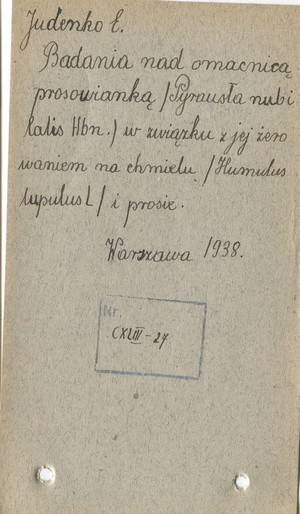 Judenko E.
Badania nad omacnicą
prosowianką /Pyrausta nubi
lalis Hbn./ w związku z jej żero
waniem na chmielu /Humulus
lupulus L/ i prosie.
Warszawa 1938.
Nr.
CXLIII-27